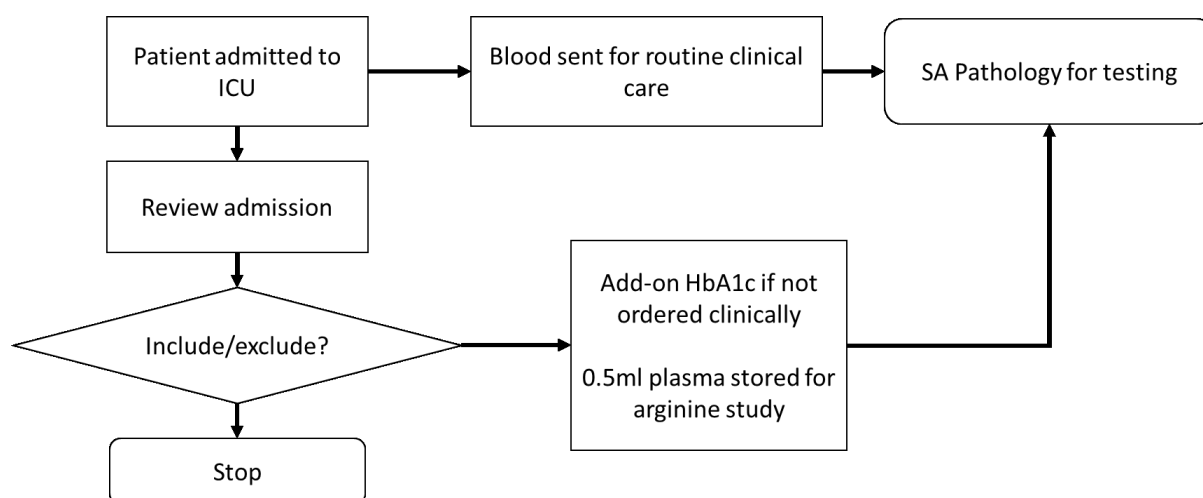 Patient admitted to
ICU
Blood sent for routine clinical
care
SA Pathology for testing
Review admission
Include/exclude?
Add-on HbA1c if not
ordered clinically
0.5ml plasma stored for
arginine study
Stop